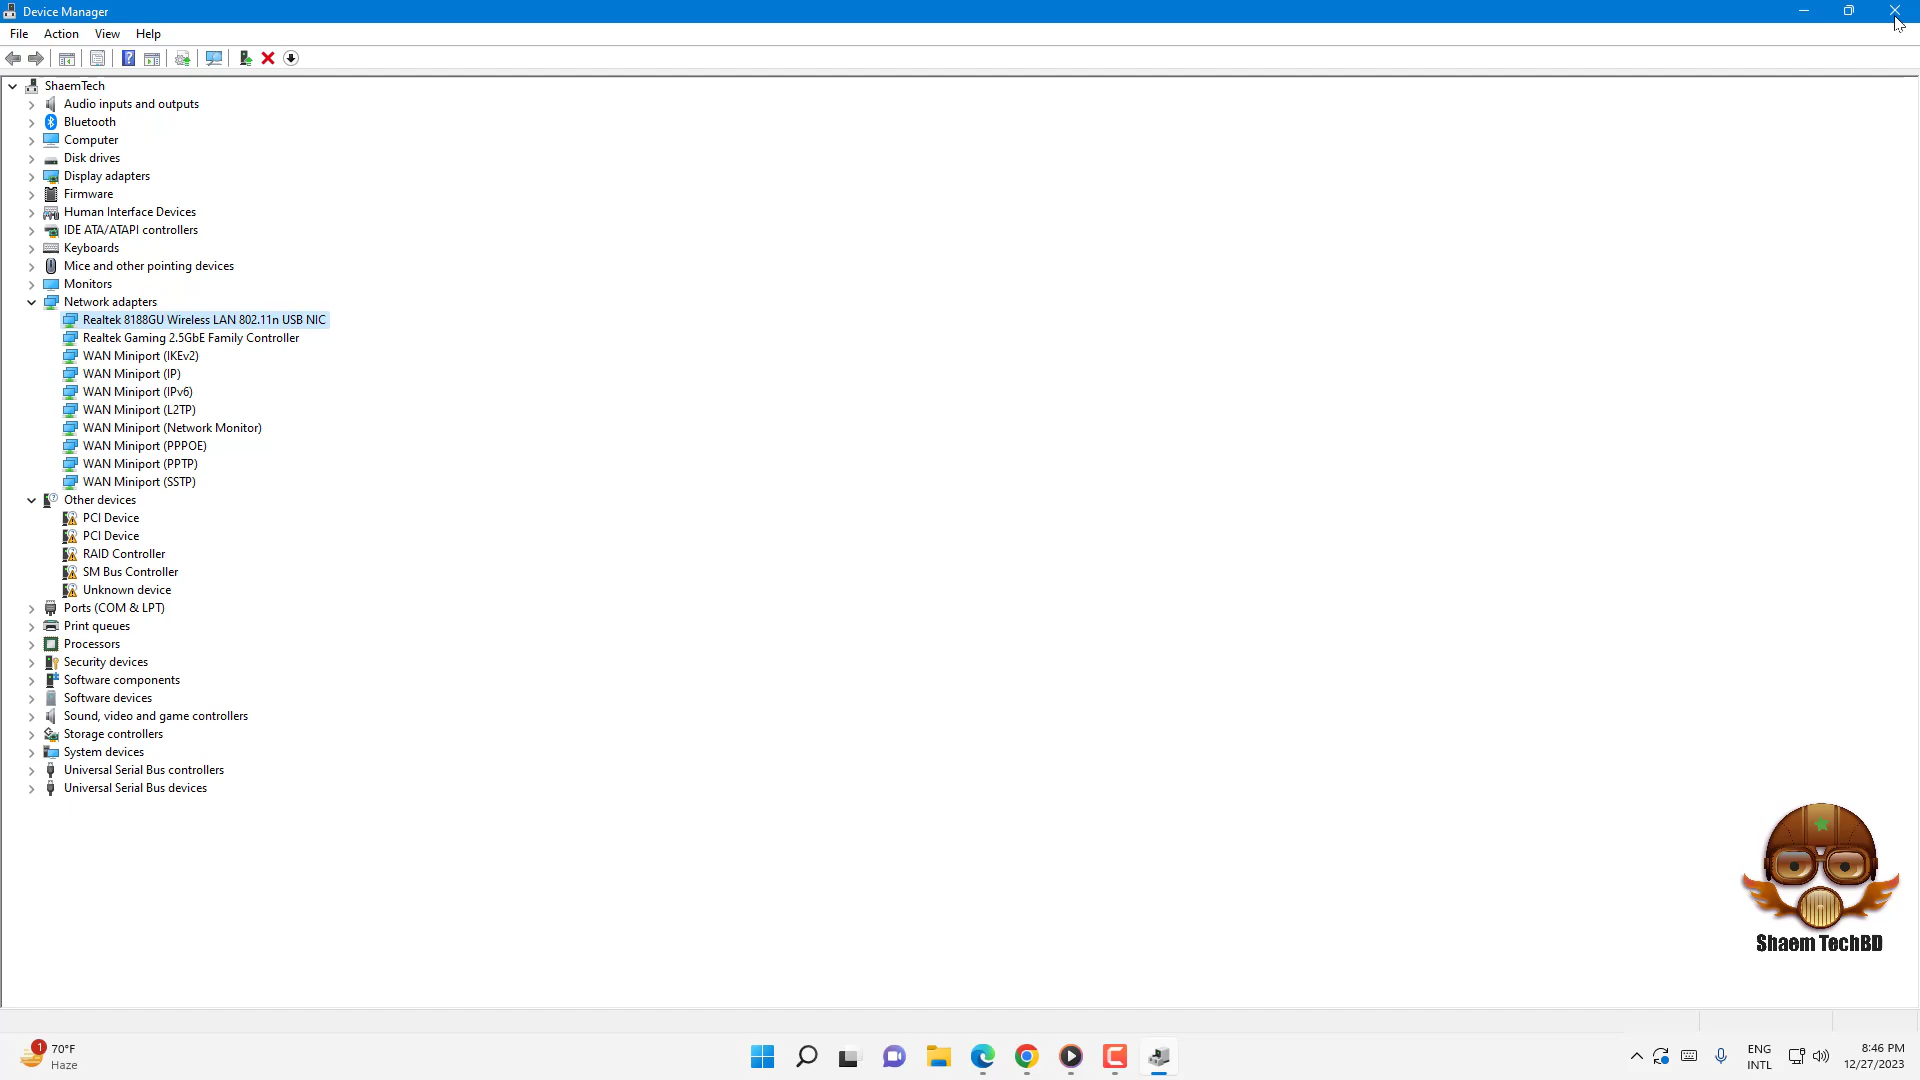 Device Manager
File Action View Help
ShaemTech
Audio inputs and outputs
Bluetooth
Computer
Disk drives
Display adapters
Firmware
Human Interface Devices
IDE ATA/ATAPI controllers
Keyboards
Mice and other pointing devices
Monitors
Network adapters
Realtek 8188GU Wireless LAN 802.11n USB NIC
Realtek Gaming 2.5GbE Family Controller
WAN Miniport (IKEv2)
WAN Miniport (IP)
WAN Miniport (IPv6)
WAN Miniport (L2TP)
WAN Miniport (Network Monitor)
WAN Miniport (PPPOE)
WAN Miniport (PPTP)
WAN Miniport (SSTP)
Other devices
PCI Device
PCI Device
RAID Controller
SM Bus Controller
Unknown device
Ports (COM & LPT)
Print queues
Processors
Security devices
Software components
Software devices
Sound, video and game controllers
Storage controllers
System devices
Universal Serial Bus controllers
Universal Serial Bus devices
Shaem TechBD
1
70°F
Haze
ENG
INTL
8:46 PM
12/27/2023